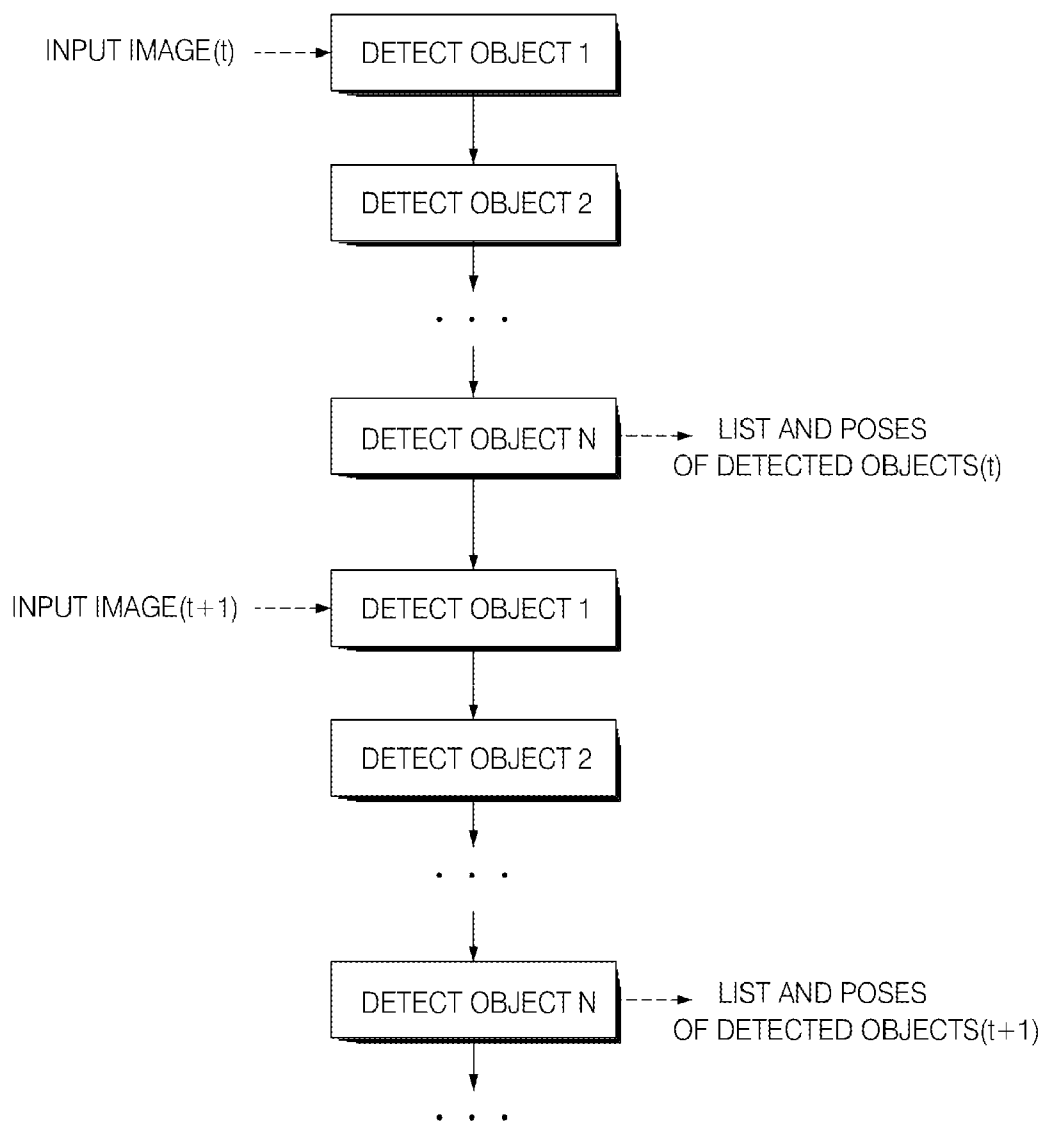 INPUT IMAGE(t)
DETECT OBJECT 1
DETECT OBJECT 2
. . .
DETECT OBJECT N
LIST AND POSES
OF DETECTED OBJECTS(t)
INPUT IMAGE(t+1)
DETECT OBJECT 1
DETECT OBJECT 2
. . .
DETECT OBJECT N
LIST AND POSES
OF DETECTED OBJECTS(t+1)
. . .